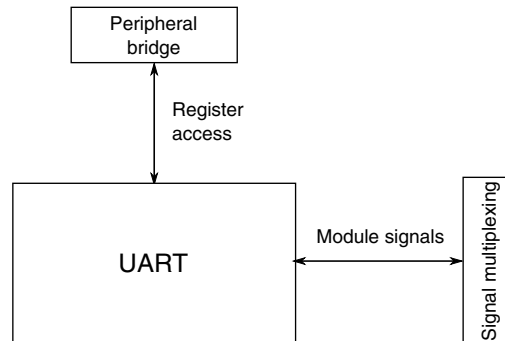 Peripheral
bridge
Register
access
UART
Module signals
Signal multiplexing